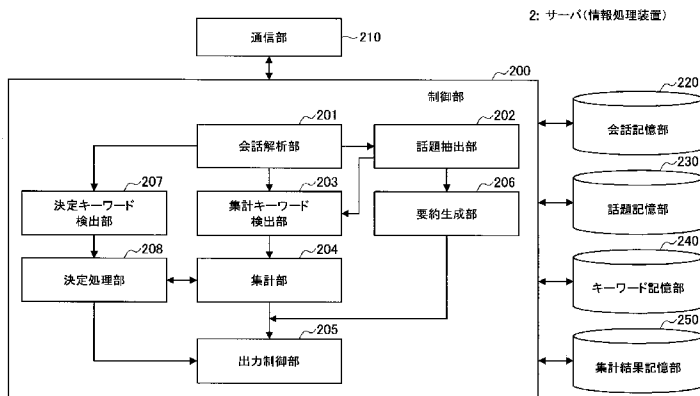 2: サーバ(情報処理装置)
通信部
210
200
制御部
201
会話解析部
202
話題抽出部
207
決定キーワード
検出部
203
集計キーワード
検出部
206
要約生成部
208
決定処理部
204
集計部
205
出力制御部
220
会話記憶部
230
話題記憶部
240
キーワード記憶部
250
集計結果記憶部